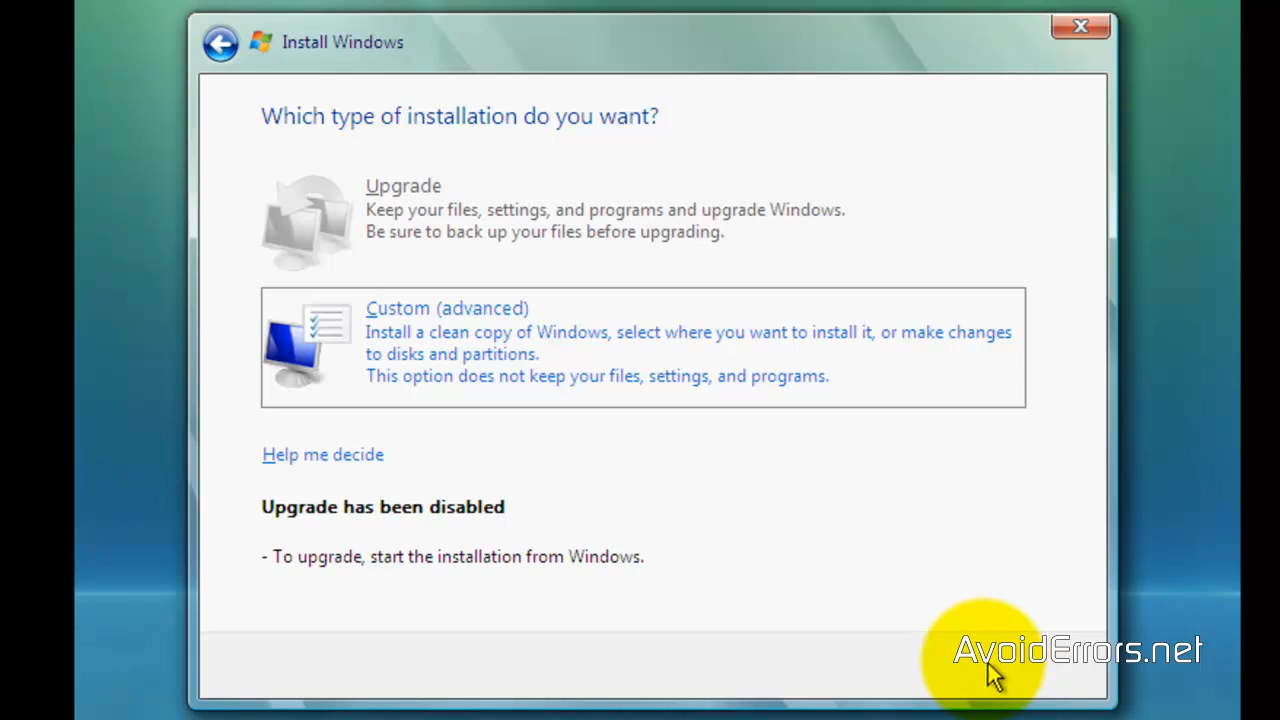 Install Windows
Which type of installation do you want?
Upgrade
Keep your files, settings, and programs and upgrade Windows.
Be sure to back up your files before upgrading.
Custom (advanced)
Install a clean copy of Windows, select where you want to install it, or make changes
to disks and partitions.
This option does not keep your files, settings, and programs.
Help me decide
Upgrade has been disabled
- To upgrade, start the installation from Windows.
AvoidErrors.net